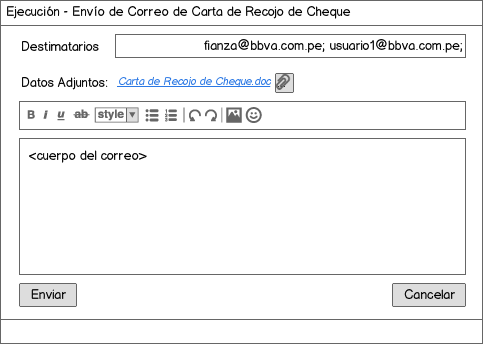 Ejecución - Envío de Correo de Carta de Recojo de Cheque
Destimatarios
fianza@bbva.com.pe; usuario1@bbva.com.pe;
Datos Adjuntos: Carta de Recojo de Cheque.doc
B i u ab style
<cuerpo del correo>
Enviar Cancelar